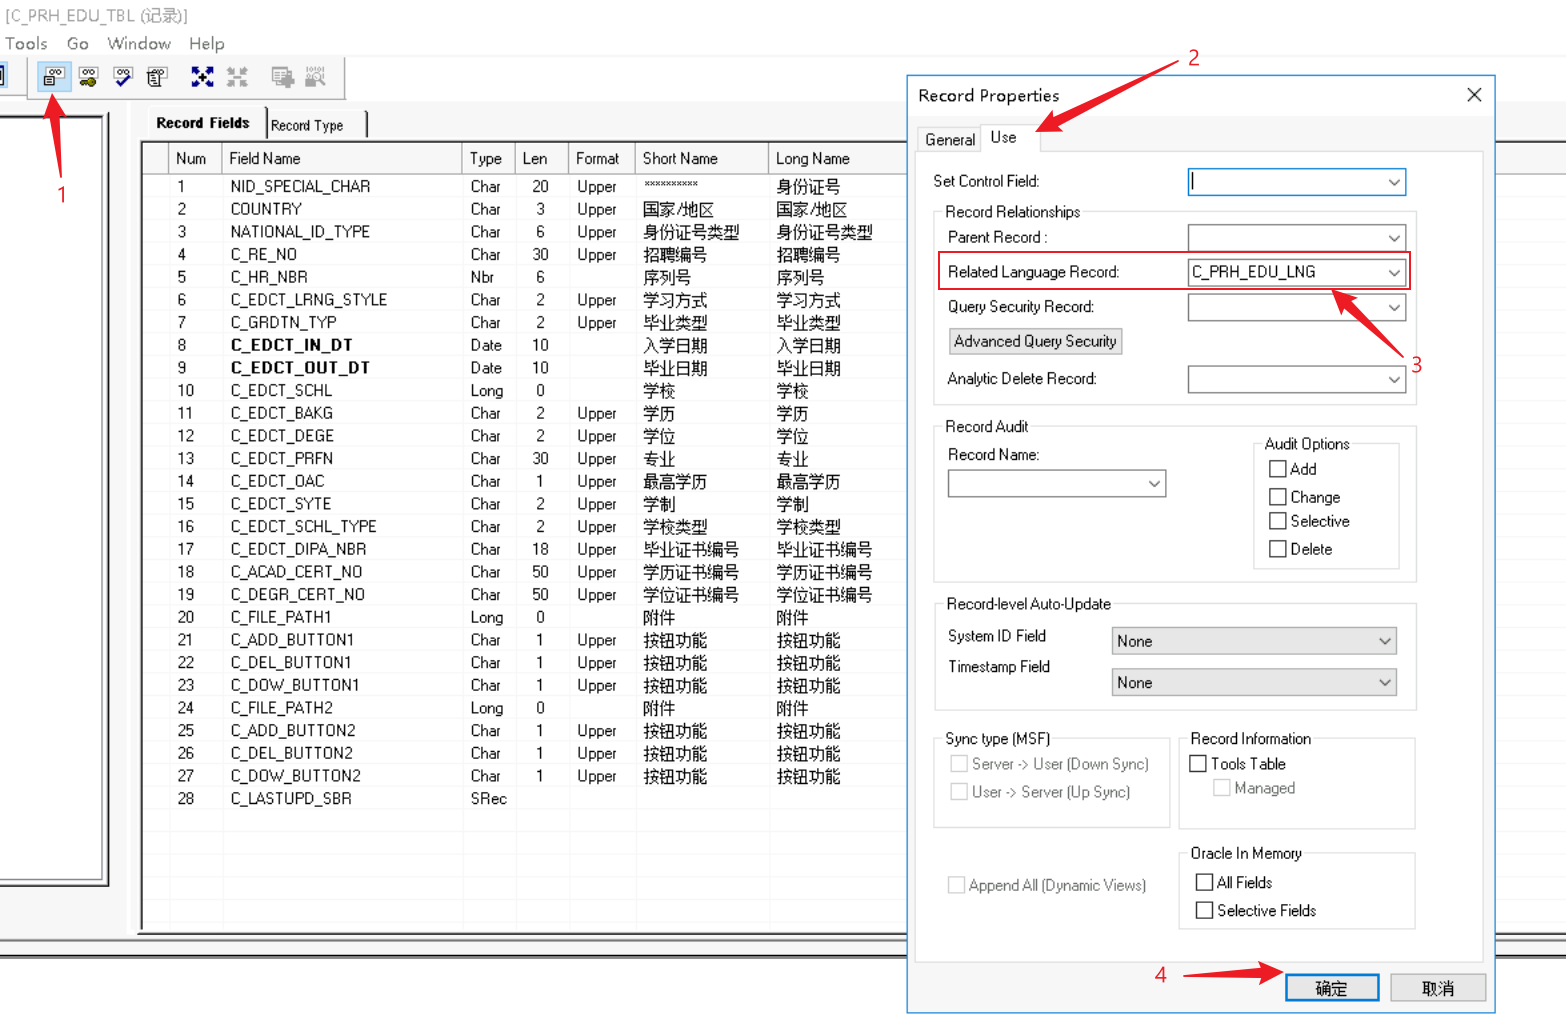 [C_PRH_EDU_TBL (记录)]
Tools Go Window Help
1
2
3
4
Record Fields Record Type
Num Field Name Type Len Format Short Name Long Name
1 NID_SPECIAL_CHAR Char 20 Upper ********** 身份证号
2 COUNTRY Char 3 Upper 国家/地区 国家/地区
3 NATIONAL_ID_TYPE Char 6 Upper 身份证号类型 身份证号类型
4 C_RE_NO Char 30 Upper 招聘编号 招聘编号
5 C_HR_NBR Nbr 6 序列号 序列号
6 C_EDCT_LRNG_STYLE Char 2 Upper 学习方式 学习方式
7 C_GRDTN_TYP Char 2 Upper 毕业类型 毕业类型
8 C_EDCT_IN_DT Date 10 入学日期 入学日期
9 C_EDCT_OUT_DT Date 10 毕业日期 毕业日期
10 C_EDCT_SCHL Long 0 学校 学校
11 C_EDCT_BAKG Char 2 Upper 学历 学历
12 C_EDCT_DEGE Char 2 Upper 学位 学位
13 C_EDCT_PRFN Char 30 Upper 专业 专业
14 C_EDCT_OAC Char 1 Upper 最高学历 最高学历
15 C_EDCT_SYTE Char 2 Upper 学制 学制
16 C_EDCT_SCHL_TYPE Char 2 Upper 学校类型 学校类型
17 C_EDCT_DIPA_NBR Char 18 Upper 毕业证书编号 毕业证书编号
18 C_ACAD_CERT_NO Char 50 Upper 学历证书编号 学历证书编号
19 C_DEGR_CERT_NO Char 50 Upper 学位证书编号 学位证书编号
20 C_FILE_PATH1 Long 0 附件 附件
21 C_ADD_BUTTON1 Char 1 Upper 按钮功能 按钮功能
22 C_DEL_BUTTON1 Char 1 Upper 按钮功能 按钮功能
23 C_DOW_BUTTON1 Char 1 Upper 按钮功能 按钮功能
24 C_FILE_PATH2 Long 0 附件 附件
25 C_ADD_BUTTON2 Char 1 Upper 按钮功能 按钮功能
26 C_DEL_BUTTON2 Char 1 Upper 按钮功能 按钮功能
27 C_DOW_BUTTON2 Char 1 Upper 按钮功能 按钮功能
28 C_LASTUPD_SBR SRec
Record Properties
General Use
Set Control Field:
Record Relationships
Parent Record :
Related Language Record: C_PRH_EDU_LNG
Query Security Record:
Advanced Query Security
Analytic Delete Record:
Record Audit
Record Name:
Audit Options
Add
Change
Selective
Delete
Record-level Auto-Update
System ID Field None
Timestamp Field None
Sync type (MSF)
Server -> User (Down Sync)
User -> Server (Up Sync)
Record Information
Tools Table
Managed
Append All (Dynamic Views)
Oracle In Memory
All Fields
Selective Fields
确定 取消